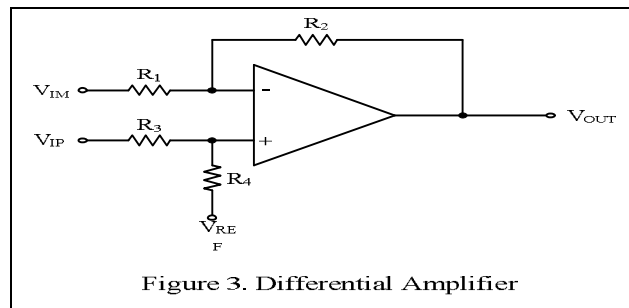 R2
R1
VIM
-
VOUT
R3
VIP
+
R4
VRE
F
Figure 3. Differential Amplifier